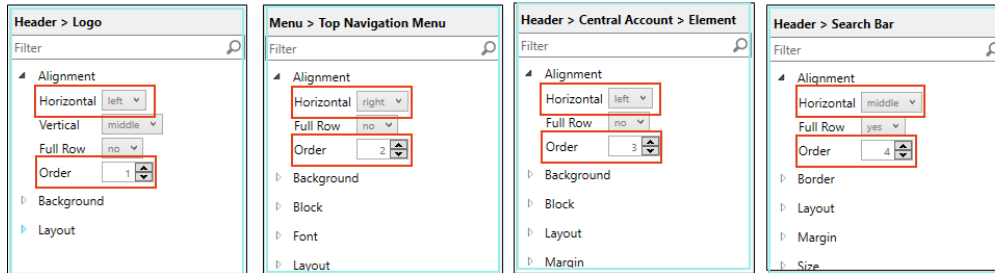 Header > Logo
Filter
Alignment
Horizontal left
Vertical middle
Full Row no
Order 1
Background
Layout
Menu > Top Navigation Menu
Filter
Alignment
Horizontal right
Full Row no
Order 2
Background
Block
Font
Layout
Header > Central Account > Element
Filter
Alignment
Horizontal left
Full Row no
Order 3
Background
Block
Layout
Margin
Header > Search Bar
Filter
Alignment
Horizontal middle
Full Row yes
Order 4
Border
Layout
Margin
Size